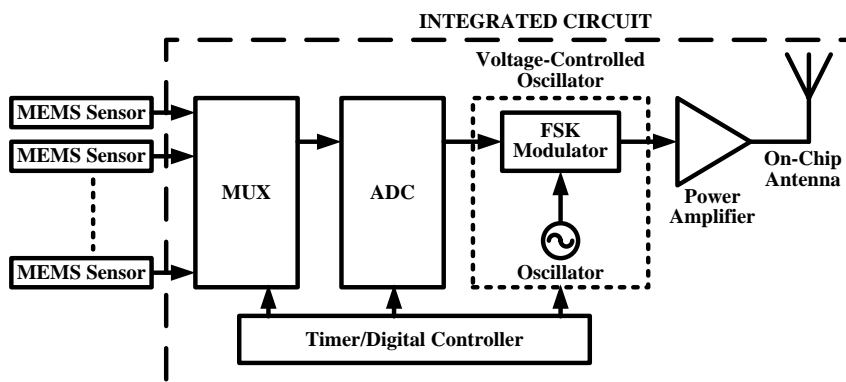 INTEGRATED CIRCUIT
Voltage-Controlled
Oscillator
MEMS Sensor
MEMS Sensor
MEMS Sensor
MUX
ADC
FSK
Modulator
Oscillator
Power
Amplifier
On-Chip
Antenna
Timer/Digital Controller